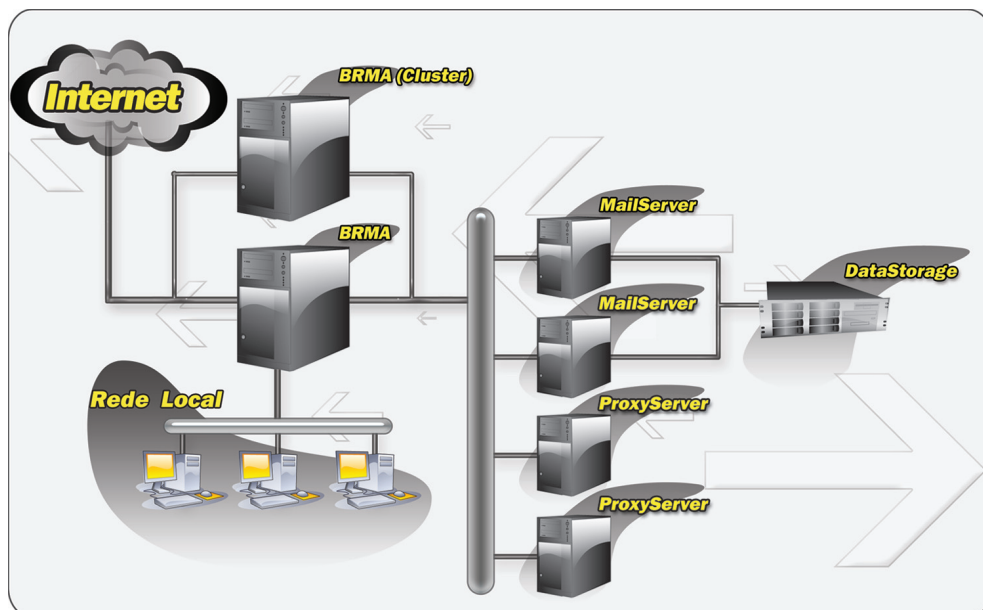 Internet
BRMA (Cluster)
BRMA
MailServer
DataStorage
MailServer
Rede Local
ProxyServer
ProxyServer